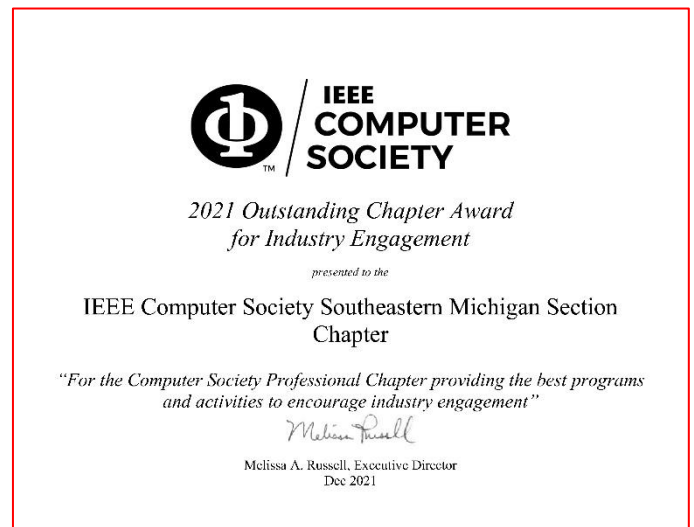 IEEE
COMPUTER
SOCIETY
TM
2021 Outstanding Chapter Award
for Industry Engagement
presented to the
IEEE Computer Society Southeastern Michigan Section
Chapter
“For the Computer Society Professional Chapter providing the best programs
and activities to encourage industry engagement”
Melissa Russell
Melissa A. Russell, Executive Director
Dec 2021